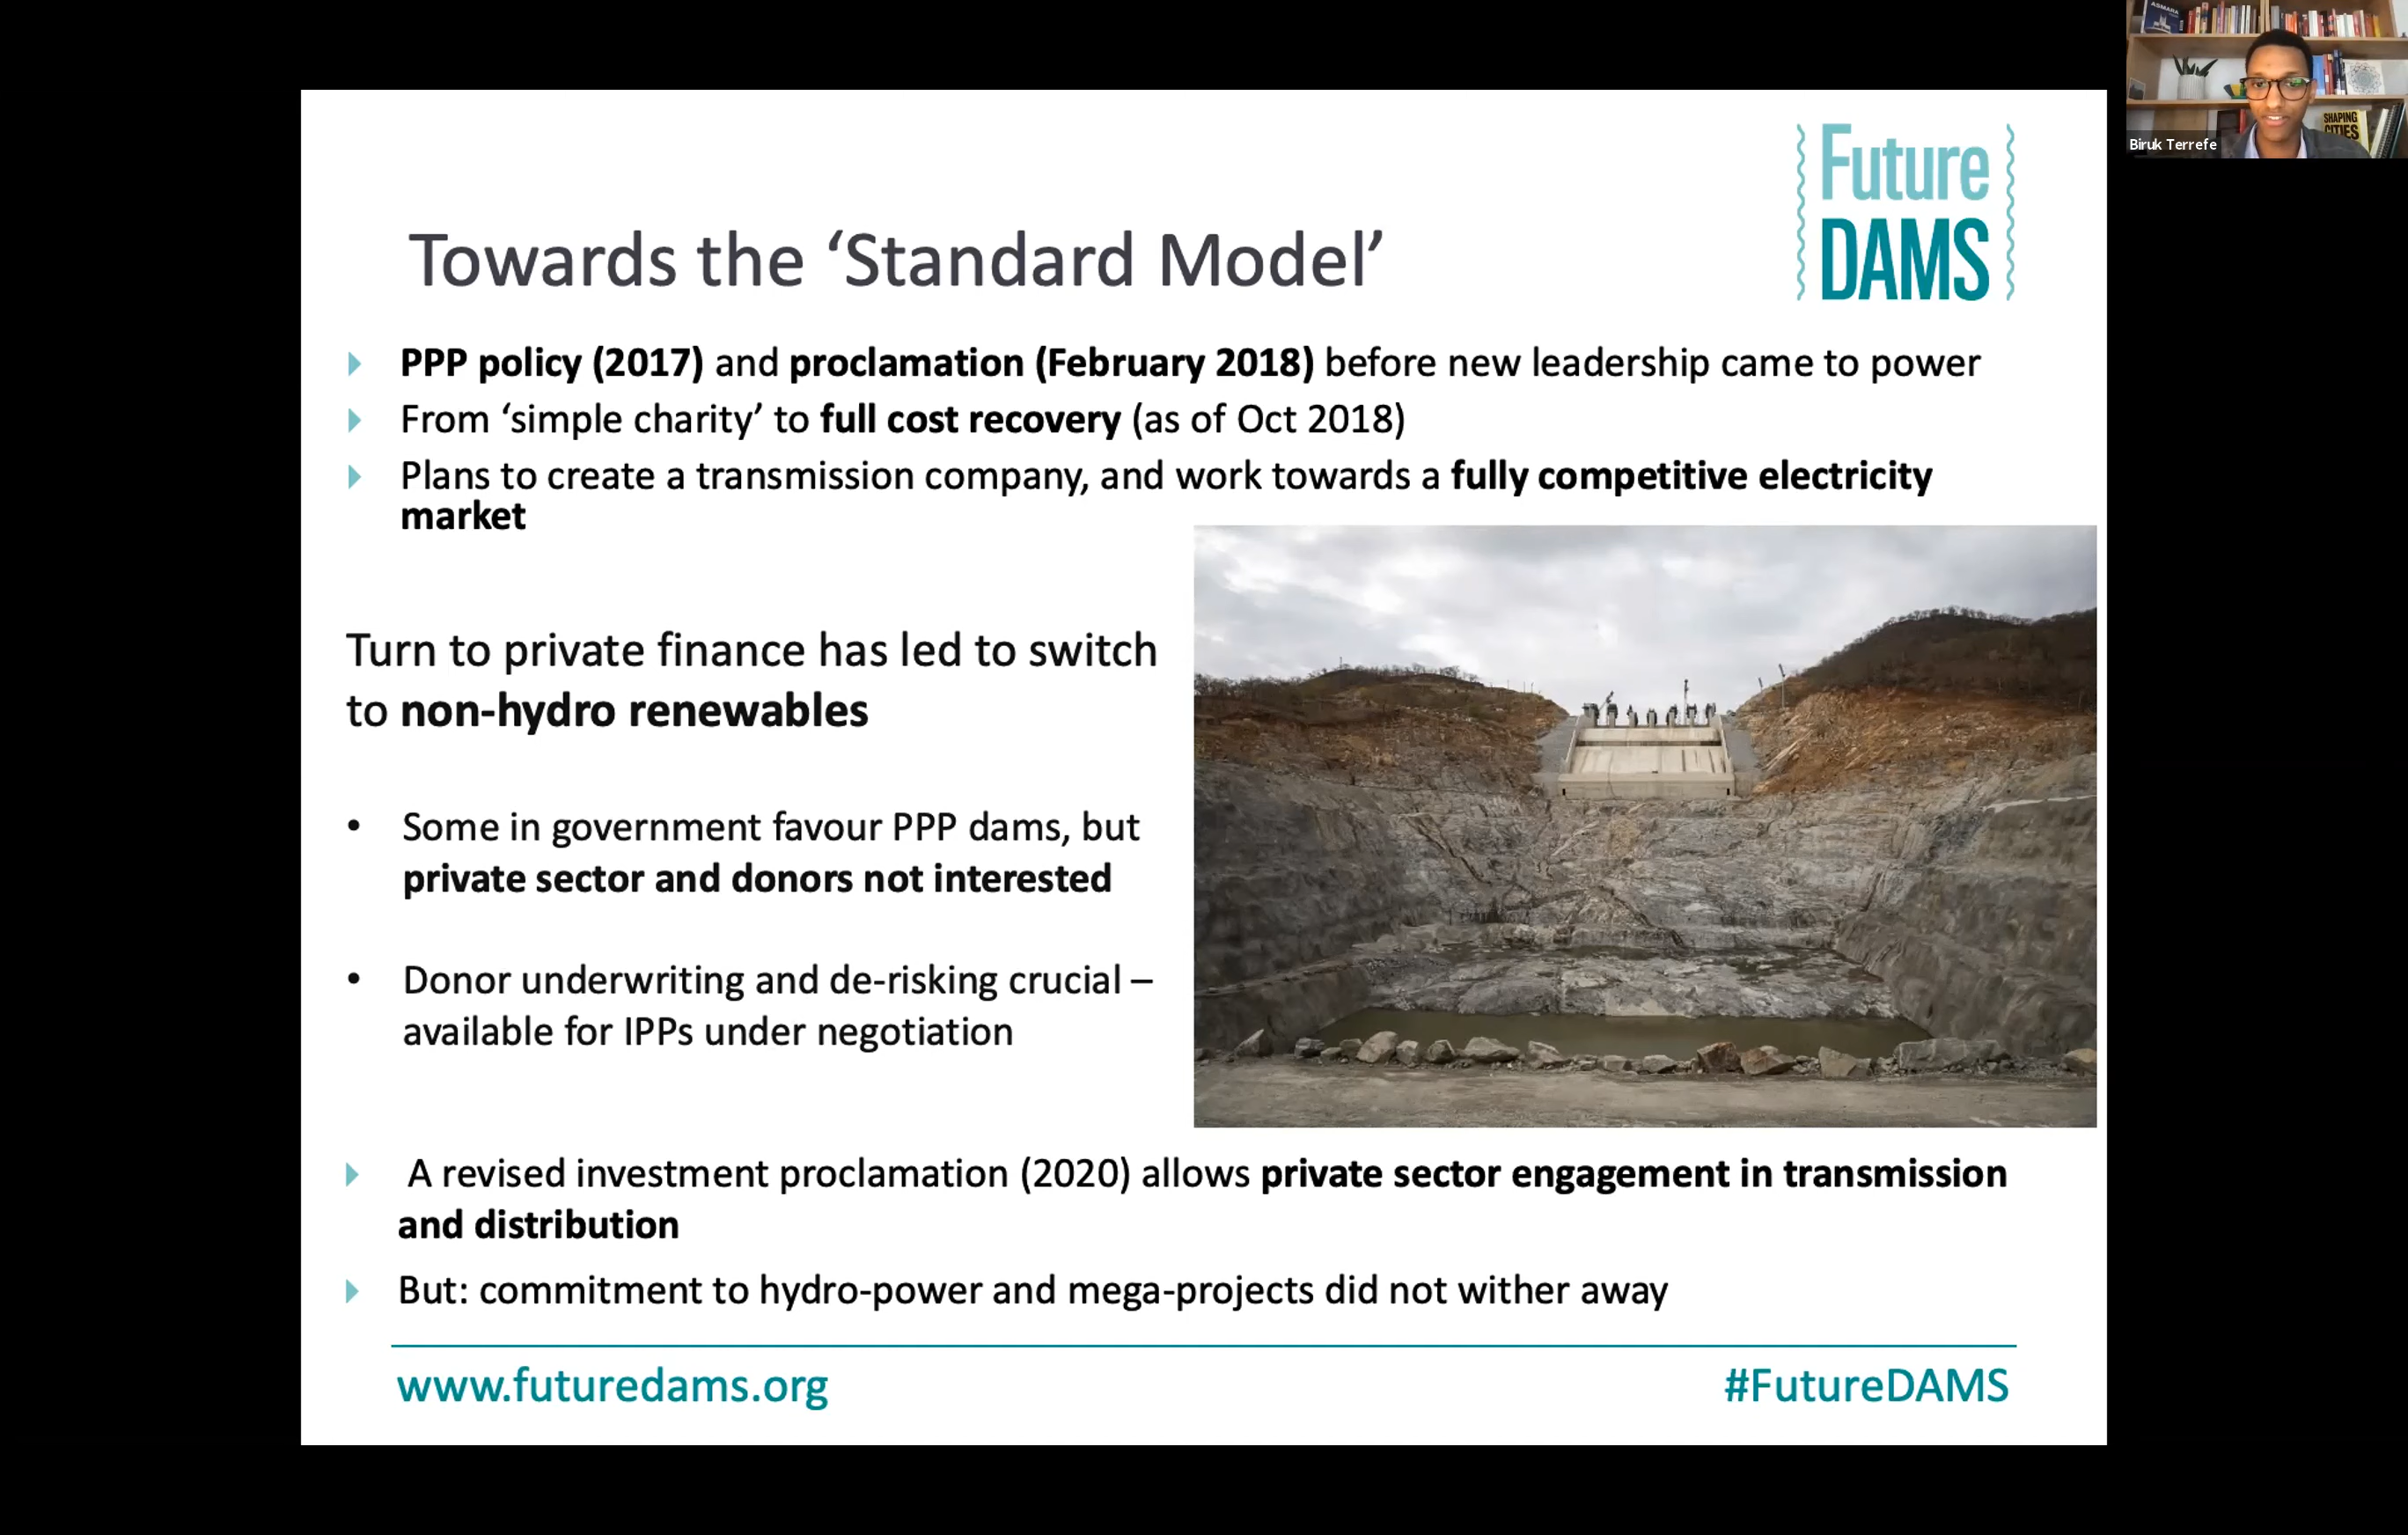 ASMARA
SHAPING
CITIES
Biruk Terrefe
Future
DAMS
Towards the ‘Standard Model’
PPP policy (2017) and proclamation (February 2018) before new leadership came to power
From ‘simple charity’ to full cost recovery (as of Oct 2018)
Plans to create a transmission company, and work towards a fully competitive electricity
market
Turn to private finance has led to switch
to non-hydro renewables
• Some in government favour PPP dams, but
private sector and donors not interested
• Donor underwriting and de-risking crucial –
available for IPPs under negotiation
A revised investment proclamation (2020) allows private sector engagement in transmission
and distribution
But: commitment to hydro-power and mega-projects did not wither away
www.futuredams.org
#FutureDAMS